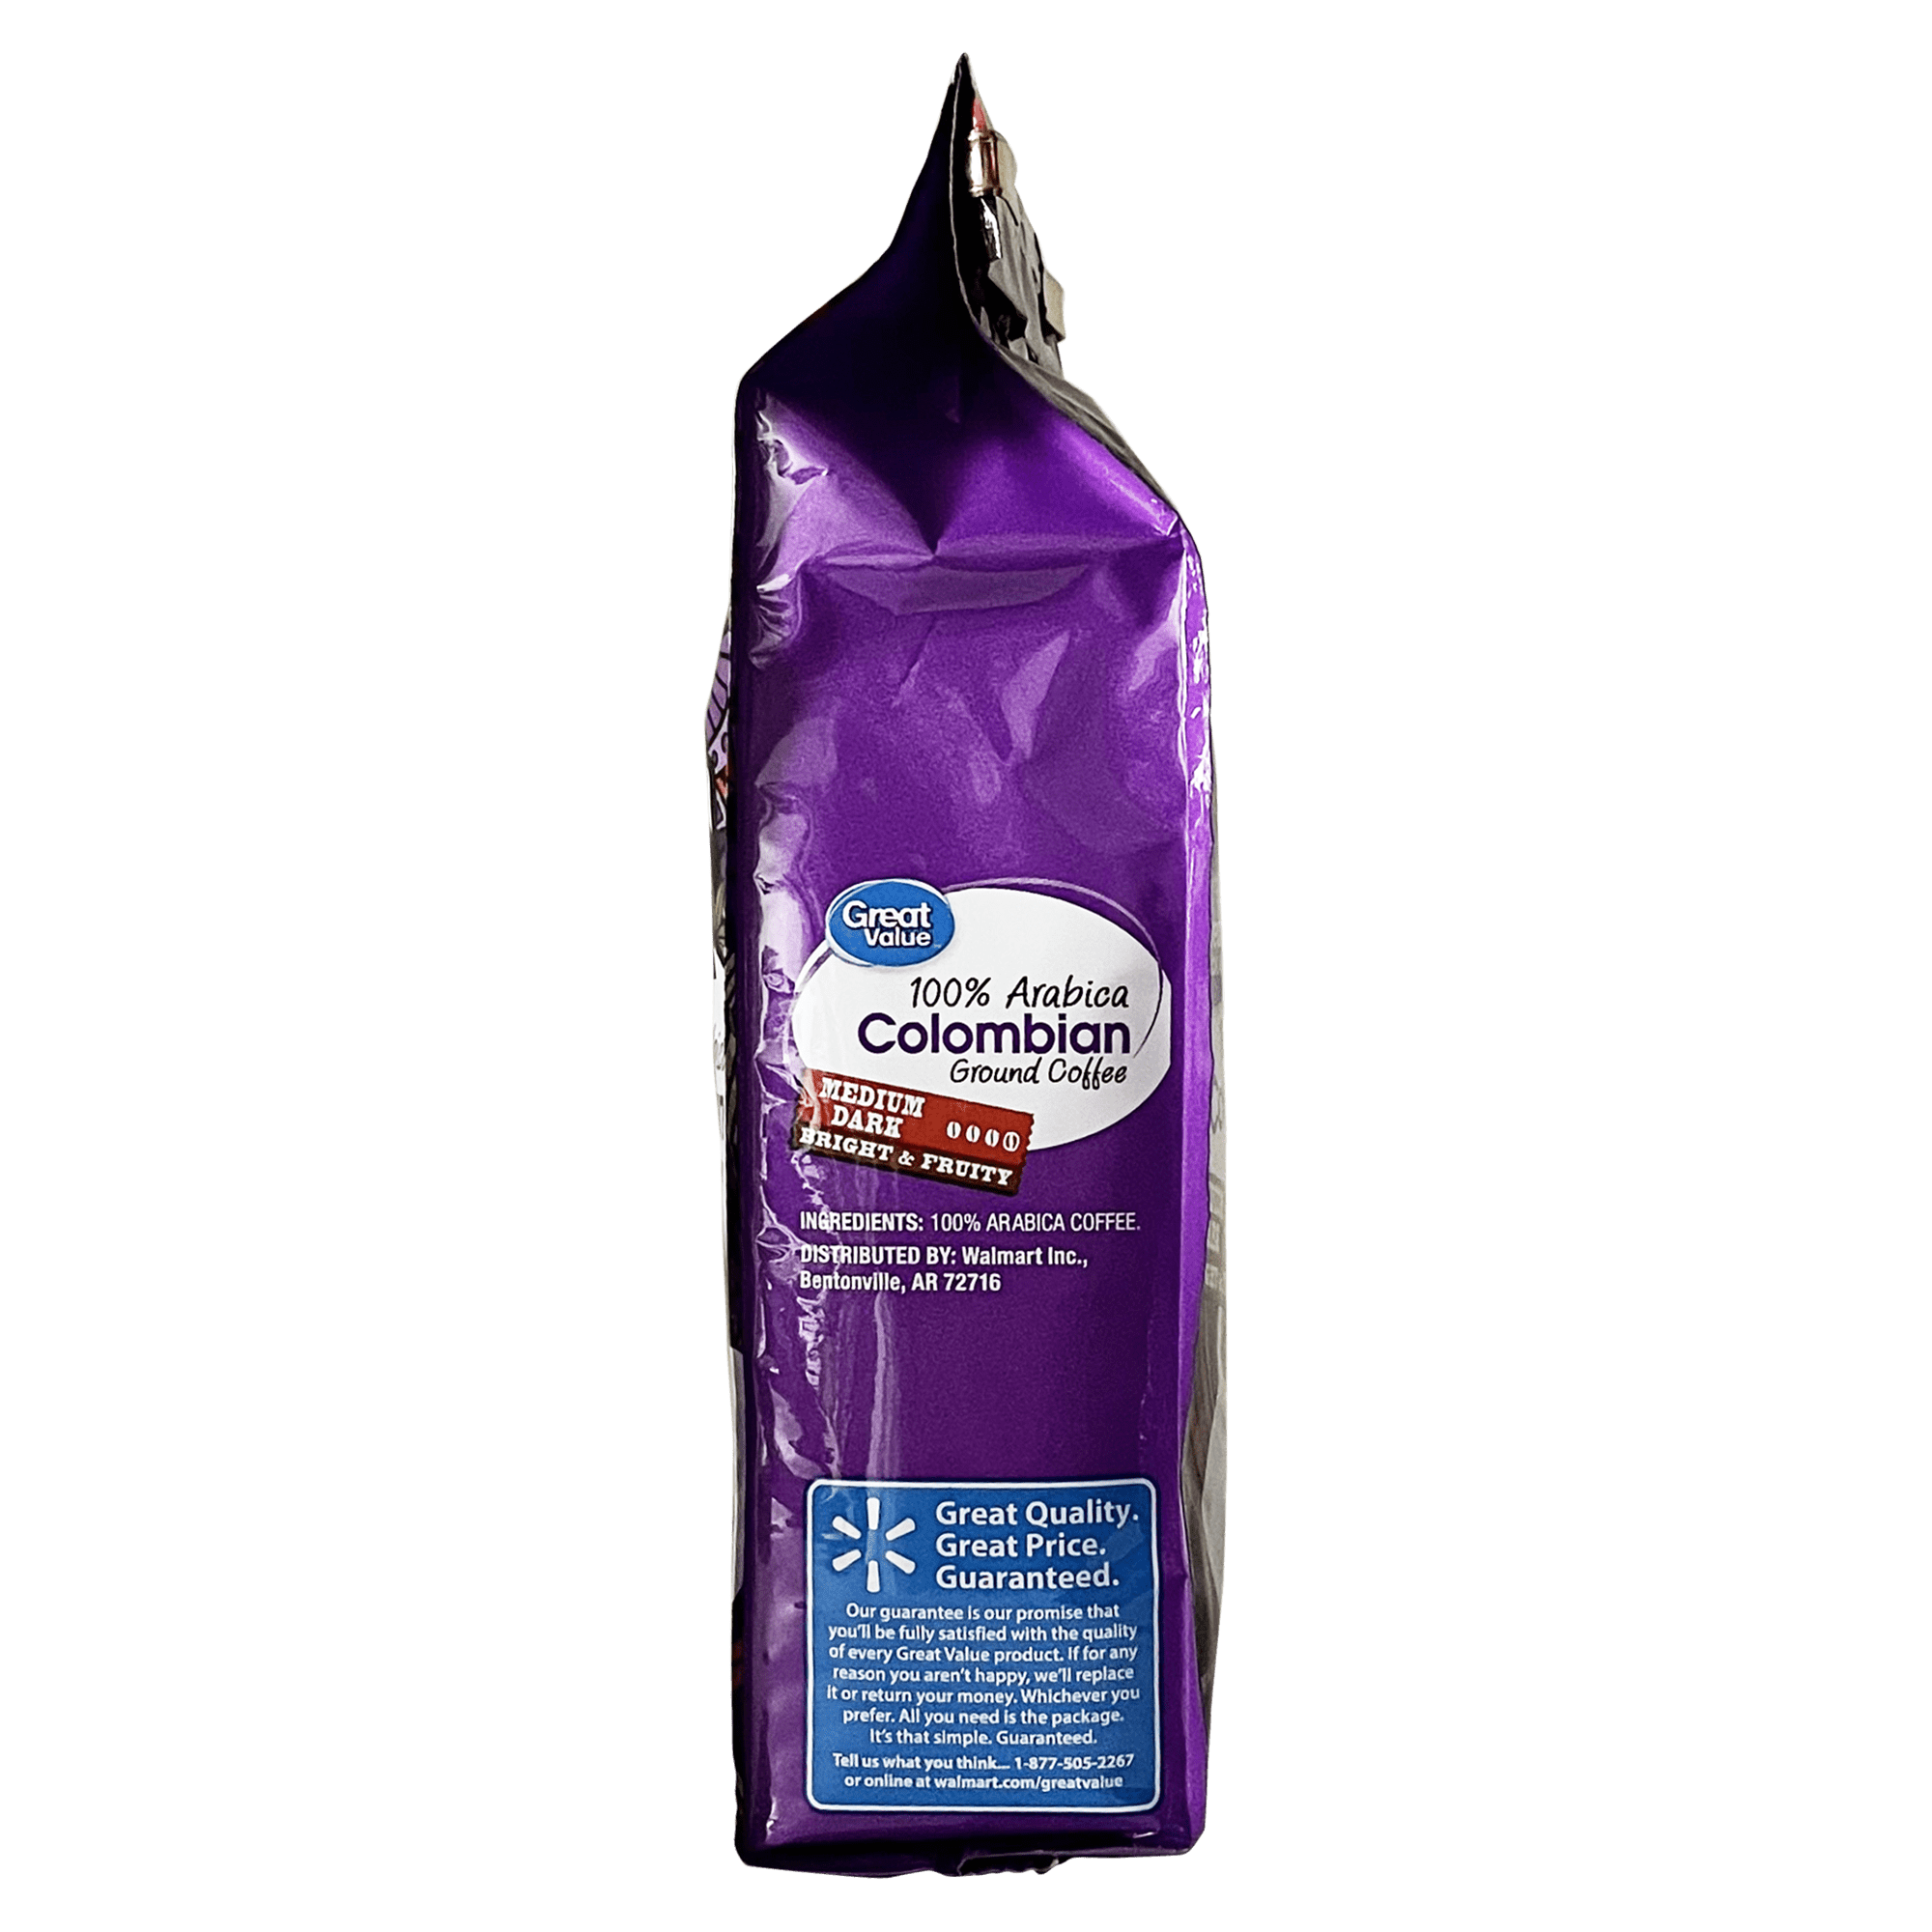 Great
Value
100% Arabica
Colombian
Ground Coffee
MEDIUM
DARK
BRIGHT & FRUITY
INGREDIENTS: 100% ARABICA COFFEE.
DISTRIBUTED BY: Walmart Inc.,
Bentonville, AR 72716
Great Quality.
Great Price.
Guaranteed.
Our guarantee is our promise that
you'll be fully satisfied with the quality
of every Great Value product. If for any
reason you aren't happy, we'll replace
it or return your money. Whichever you
prefer. All you need is the package.
It's that simple. Guaranteed.
Tell us what you think... 1-877-505-2267
or online at walmart.com/greatvalue